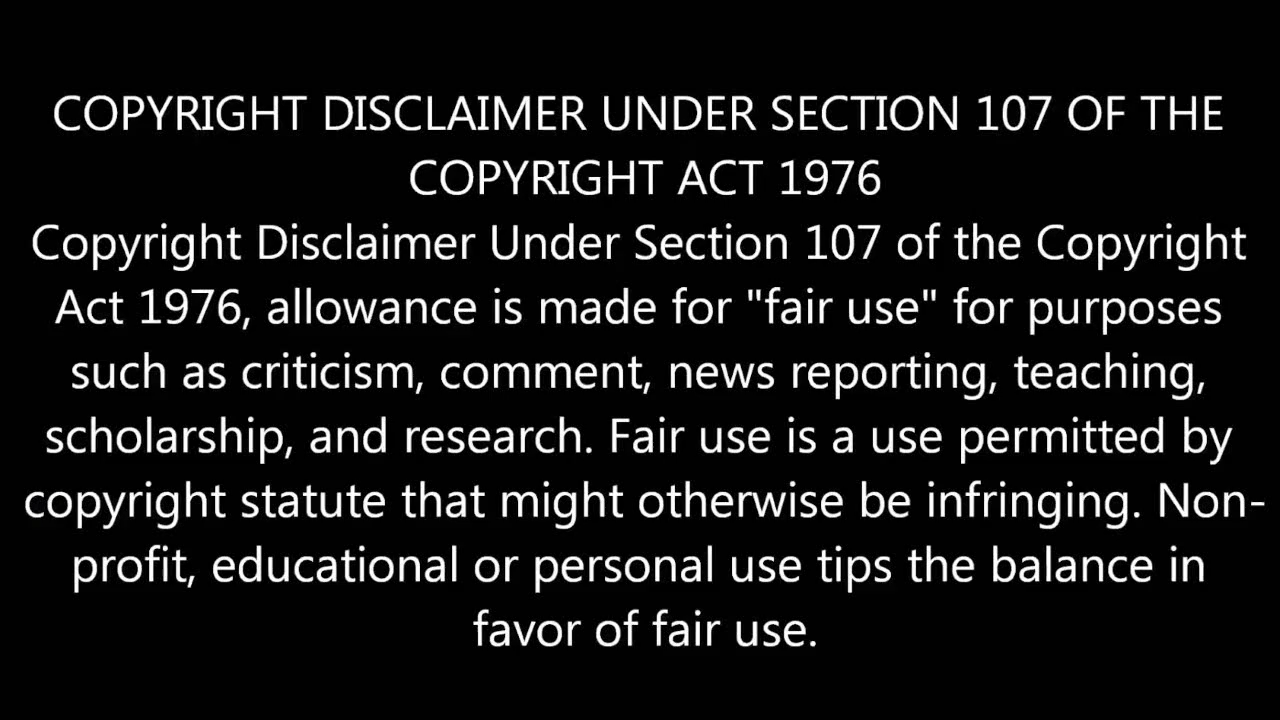 COPYRIGHT DISCLAIMER UNDER SECTION 107 OF THE
COPYRIGHT ACT 1976
Copyright Disclaimer Under Section 107 of the Copyright
Act 1976, allowance is made for "fair use" for purposes
such as criticism, comment, news reporting, teaching,
scholarship, and research. Fair use is a use permitted by
copyright statute that might otherwise be infringing. Non-
profit, educational or personal use tips the balance in
favor of fair use.